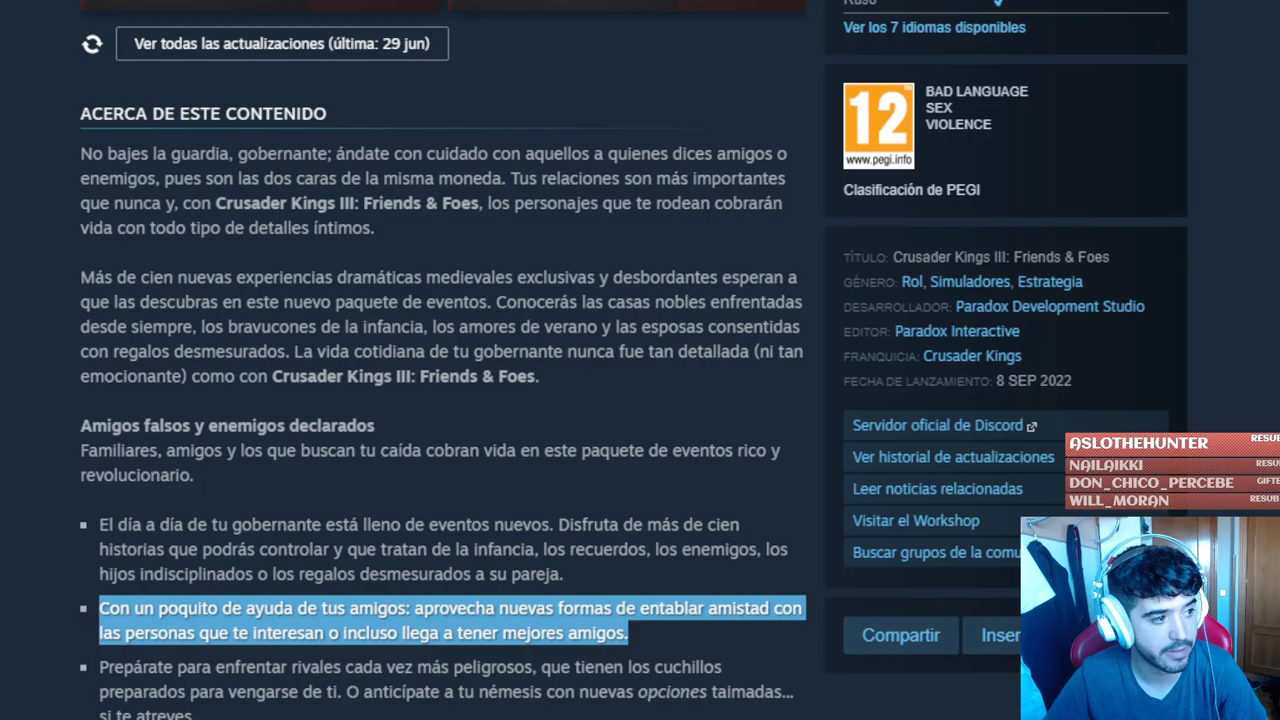 Ruso
Ver los 7 idiomas disponibles
Ver todas las actualizaciones (última: 29 jun)
ACERCA DE ESTE CONTENIDO
No bajes la guardia, gobernante; ándate con cuidado con aquellos a quienes dices amigos o
enemigos, pues son las dos caras de la misma moneda. Tus relaciones son más importantes
que nunca y, con Crusader Kings III: Friends & Foes, los personajes que te rodean cobrarán
vida con todo tipo de detalles íntimos.
Más de cien nuevas experiencias dramáticas medievales exclusivas y desbordantes esperan a
que las descubras en este nuevo paquete de eventos. Conocerás las casas nobles enfrentadas
desde siempre, los bravucones de la infancia, los amores de verano y las esposas consentidas
con regalos desmesurados. La vida cotidiana de tu gobernante nunca fue tan detallada (ni tan
emocionante) como con Crusader Kings III: Friends & Foes.
Amigos falsos y enemigos declarados
Familiares, amigos y los que buscan tu caída cobran vida en este paquete de eventos rico y
revolucionario.
El día a día de tu gobernante está lleno de eventos nuevos. Disfruta de más de cien
historias que podrás controlar y que tratan de la infancia, los recuerdos, los enemigos, los
hijos indisciplinados o los regalos desmesurados a su pareja.
Con un poquito de ayuda de tus amigos: aprovecha nuevas formas de entablar amistad con
las personas que te interesan o incluso llega a tener mejores amigos.
Prepárate para enfrentar rivales cada vez más peligrosos, que tienen los cuchillos
preparados para vengarse de ti. O anticípate a tu némesis con nuevas opciones taimadas...
si te atreves.
12
www.pegi.info
BAD LANGUAGE
SEX
VIOLENCE
Clasificación de PEGI
TÍTULO: Crusader Kings III: Friends & Foes
GÉNERO: Rol, Simuladores, Estrategia
DESARROLLADOR: Paradox Development Studio
EDITOR: Paradox Interactive
FRANQUICIA: Crusader Kings
FECHA DE LANZAMIENTO: 8 SEP 2022
Servidor oficial de Discord
Ver historial de actualizaciones
Leer noticias relacionadas
Visitar el Workshop
Buscar grupos de la comu
Compartir
Inser
ASLOTHEHUNTER RESUB
NAILAIKKI RESU
DON_CHICO_PERCEBE GIFTE
WILL_MORAN RESUB